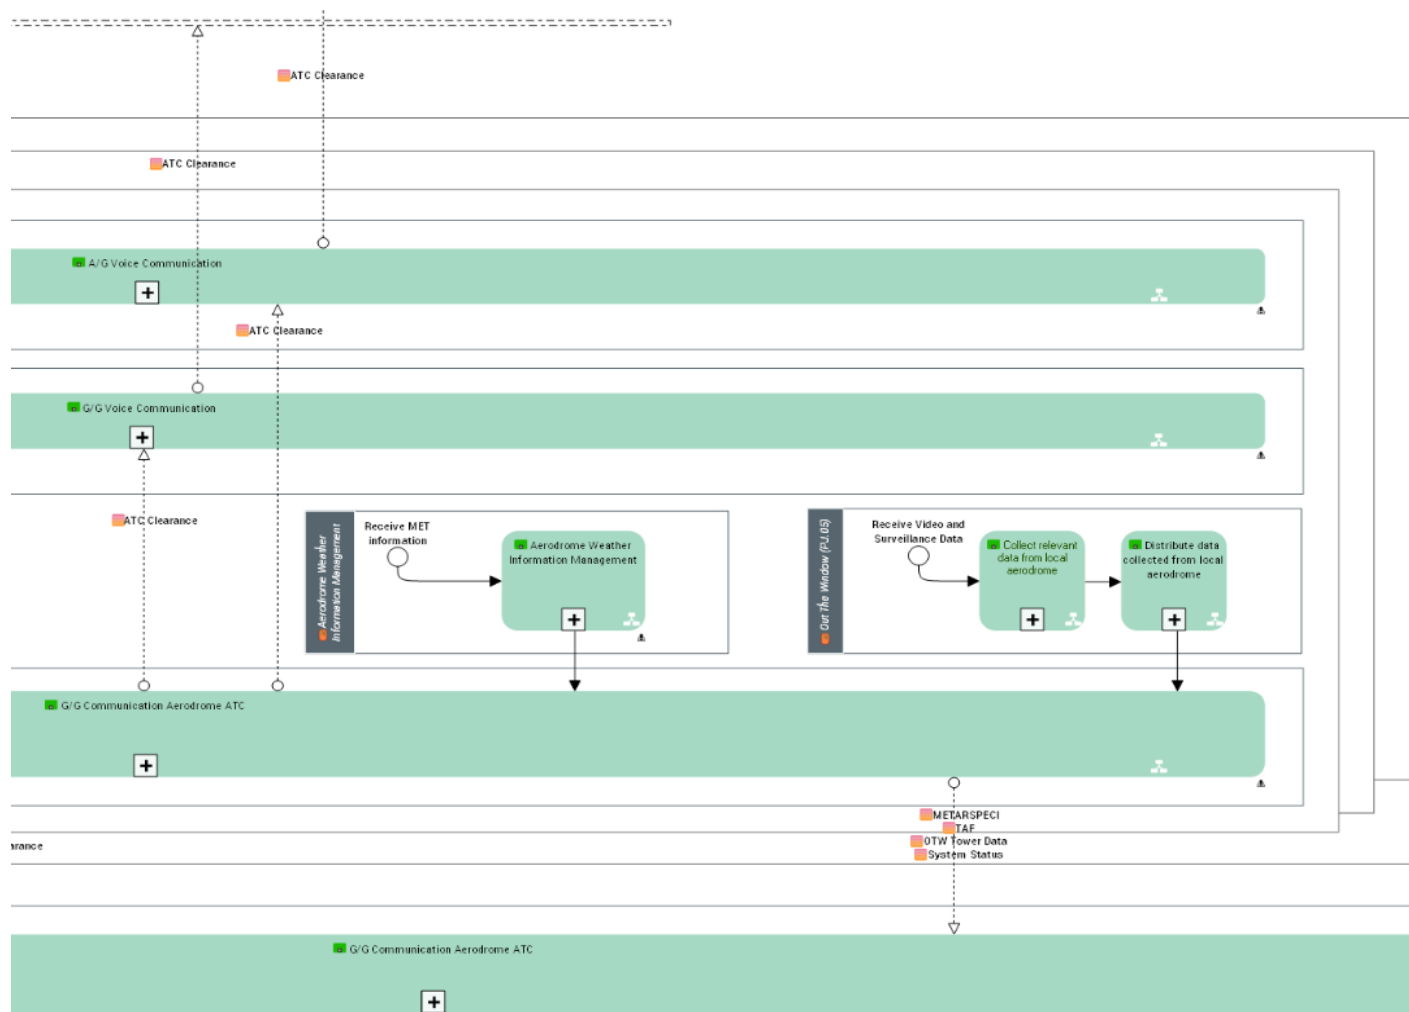 ATC Clearance
ATC Clearance
A/G Voice Communication
ATC Clearance
G/G Voice Communication
ATC Clearance
Aerodrome Weather
Information Management
Receive MET
information
Aerodrome Weather
Information Management
Out The Window (PJ.05)
Receive Video and
Surveillance Data
Collect relevant
data from local
aerodrome
Distribute data
collected from local
aerodrome
G/G Communication Aerodrome ATC
METARSPECI
TAF
OTW Tower Data
System Status
arance
G/G Communication Aerodrome ATC